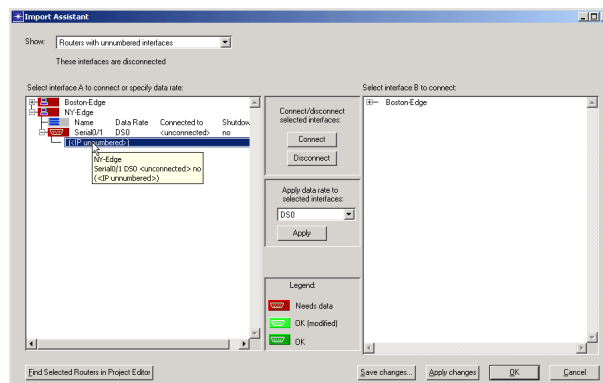 Import Assistant
Show: Routers with unnumbered interfaces
These interfaces are disconnected
Select interface A to connect or specify data rate:
Boston-Edge
NY-Edge
Name Data Rate Connected to Shutdow
Serial0/1 DS0 <unconnected> no
(<IP unnumbered>)
NY-Edge
Serial0/1 DS0 <unconnected> no
(<IP unnumbered>)
Connect/disconnect
selected interfaces:
Connect
Disconnect
Apply data rate to
selected interfaces:
DS0
Apply
Legend:
Needs data
OK (modified)
OK
Select interface B to connect:
Boston-Edge
Find Selected Routers in Project Editor
Save changes... Apply changes OK Cancel